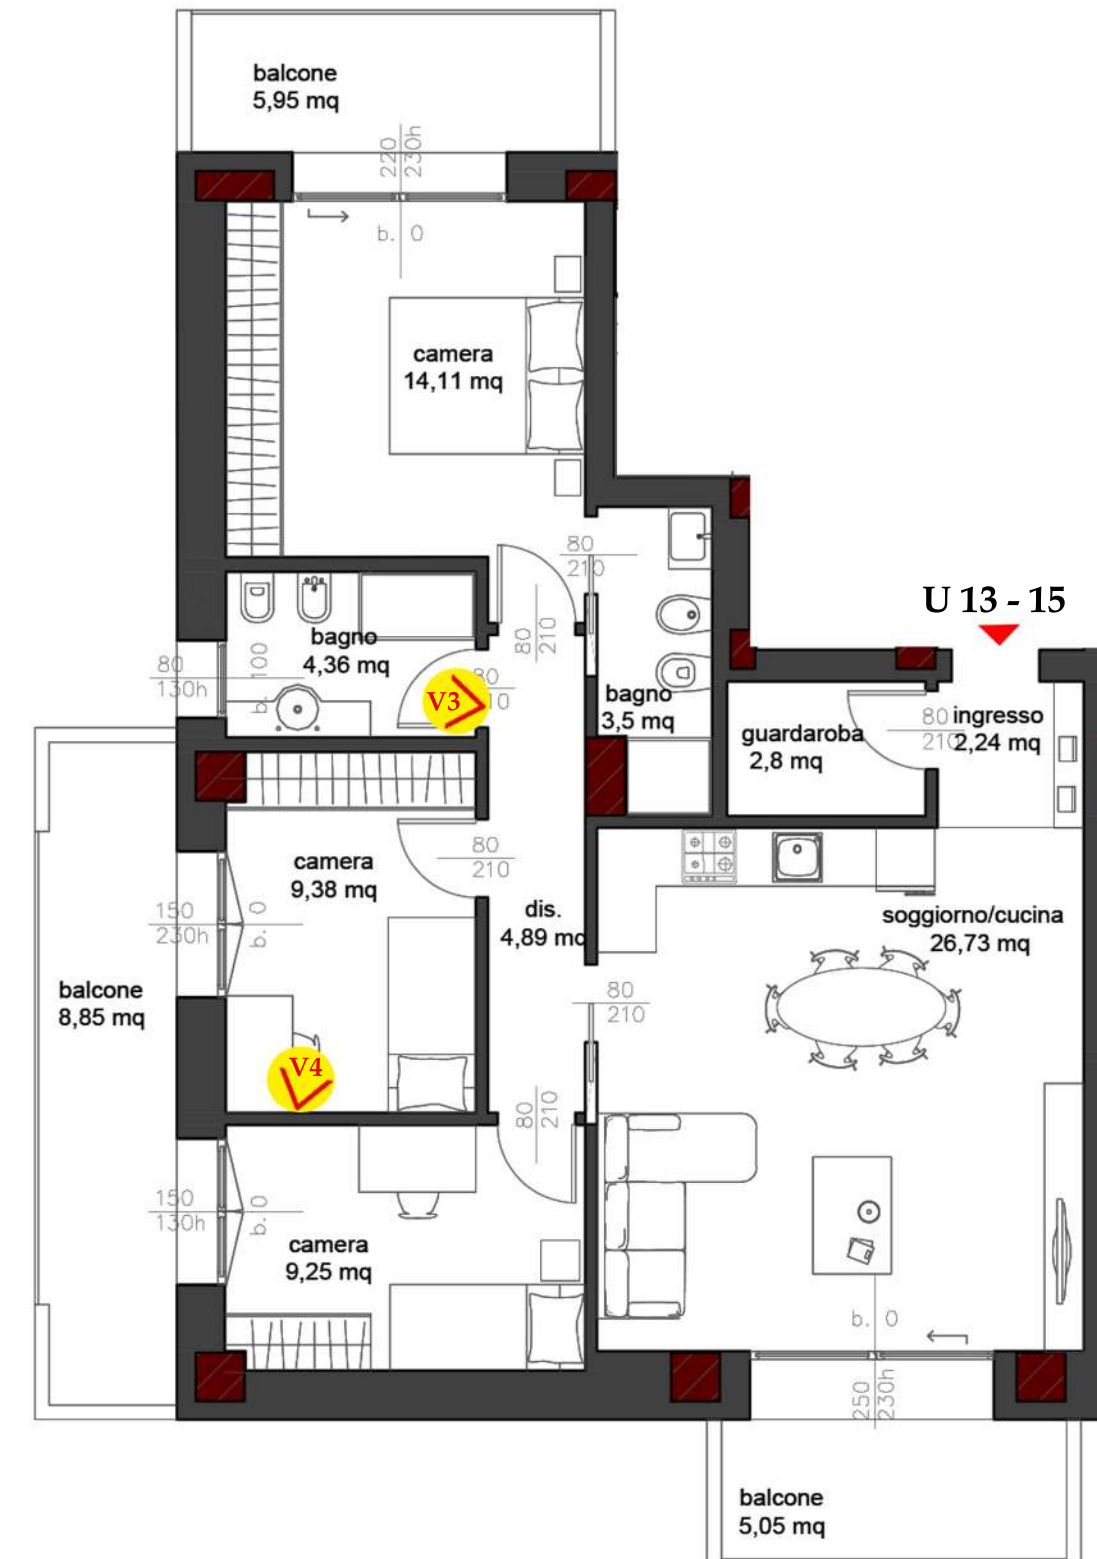 balcone
5,95 mq
220
230h
b. 0
camera
14,11 mq
80
210
80
210
U 13 - 15
bagno
4,36 mq
80
130h
b. 100
V3
80
10
bagno
3,5 mq
guardaroba
2,8 mq
80
210
ingresso
2,24 mq
camera
9,38 mq
80
210
150
230h
b. 0
dis.
4,89 mq
soggiorno/cucina
26,73 mq
balcone
8,85 mq
80
210
V4
80
210
150
130h
b. 0
camera
9,25 mq
b. 0
250
230h
balcone
5,05 mq